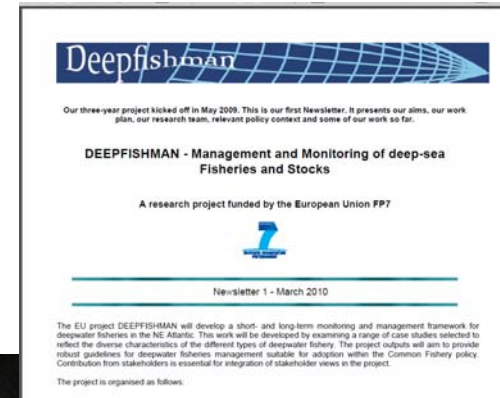 Deepfishman
Our three-year project kicked off in May 2009. This is our first Newsletter. It presents our aims, our work
plan, our research team, relevant policy context and some of our work so far.
DEEPFISHMAN - Management and Monitoring of deep-sea
Fisheries and Stocks
A research project funded by the European Union FP7
7
Newsletter 1 - March 2010
The EU project DEEPFISHMAN will develop a short- and long-term monitoring and management framework for
deepwater fisheries in the NE Atlantic. This work will be developed by examining a range of case studies selected to
reflect the diverse characteristics of the different types of deepwater fishery. The project outputs will aim to provide
robust guidelines for deepwater fisheries management suitable for adoption within the Common Fishery policy.
Contribution from stakeholders is essential for integration of stakeholder views in the project.
The project is organised as follows: